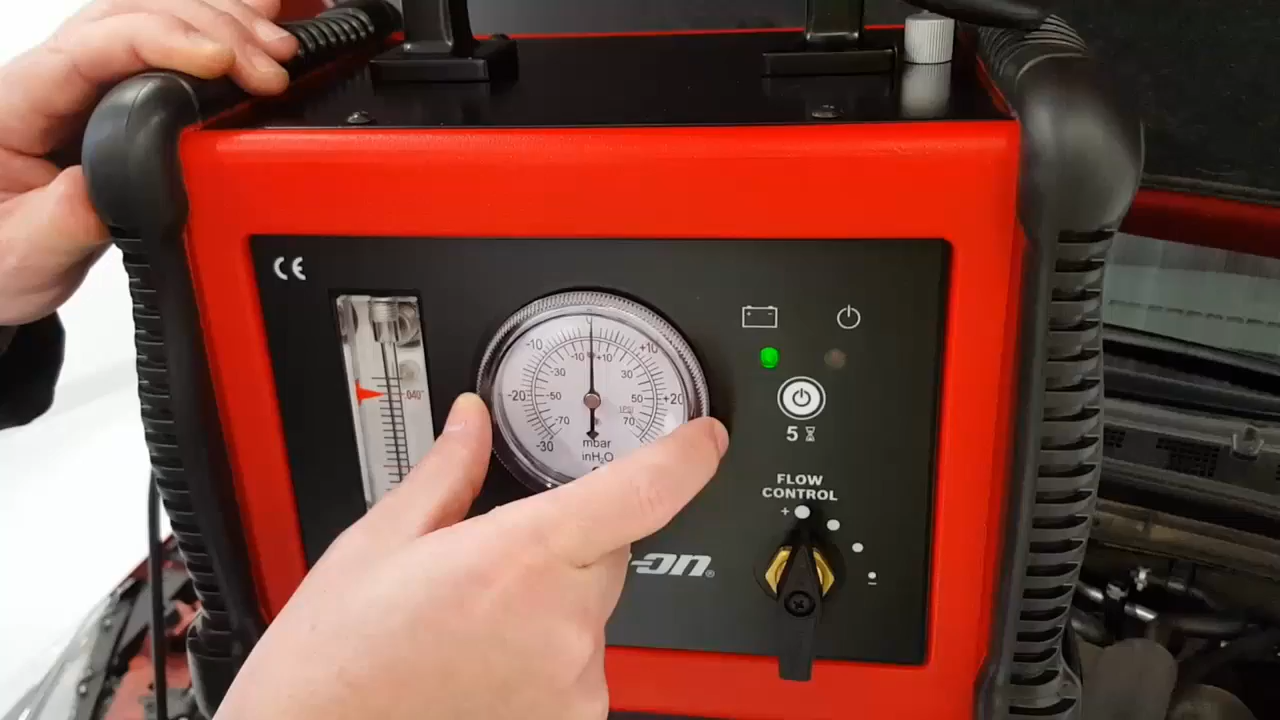 CE
.040"
-10 +10
-10 +10
-30 30
-20 -50 50 +20
-70 70
-30
mbar
inH₂O
5
FLOW
CONTROL
+
-
-on®